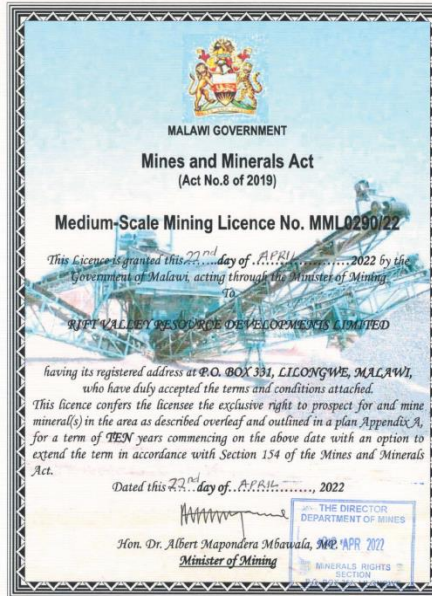 MALAWI GOVERNMENT
Mines and Minerals Act
(Act No.8 of 2019)
Medium-Scale Mining Licence No. MML0290/22
This Licence is granted this 22nd day of APRIL 2022 by the
Government of Malawi, acting through the Minister of Mining.
To
RIFT VALLEY RESOURCE DEVELOPMENTS LIMITED
having its registered address at P.O. BOX 331, LILONGWE, MALAWI,
who have duly accepted the terms and conditions attached.
This licence confers the licensee the exclusive right to prospect for and mine
mineral(s) in the area as described overleaf and outlined in a plan Appendix A,
for a term of TEN years commencing on the above date with an option to
extend the term in accordance with Section 154 of the Mines and Minerals
Act.
Dated this 22nd day of APRIL, 2022
THE DIRECTOR
DEPARTMENT OF MINES
APR 2022
MINERALS RIGHTS
SECTION
Hon. Dr. Albert Mapondera Mbawala, MP.
Minister of Mining